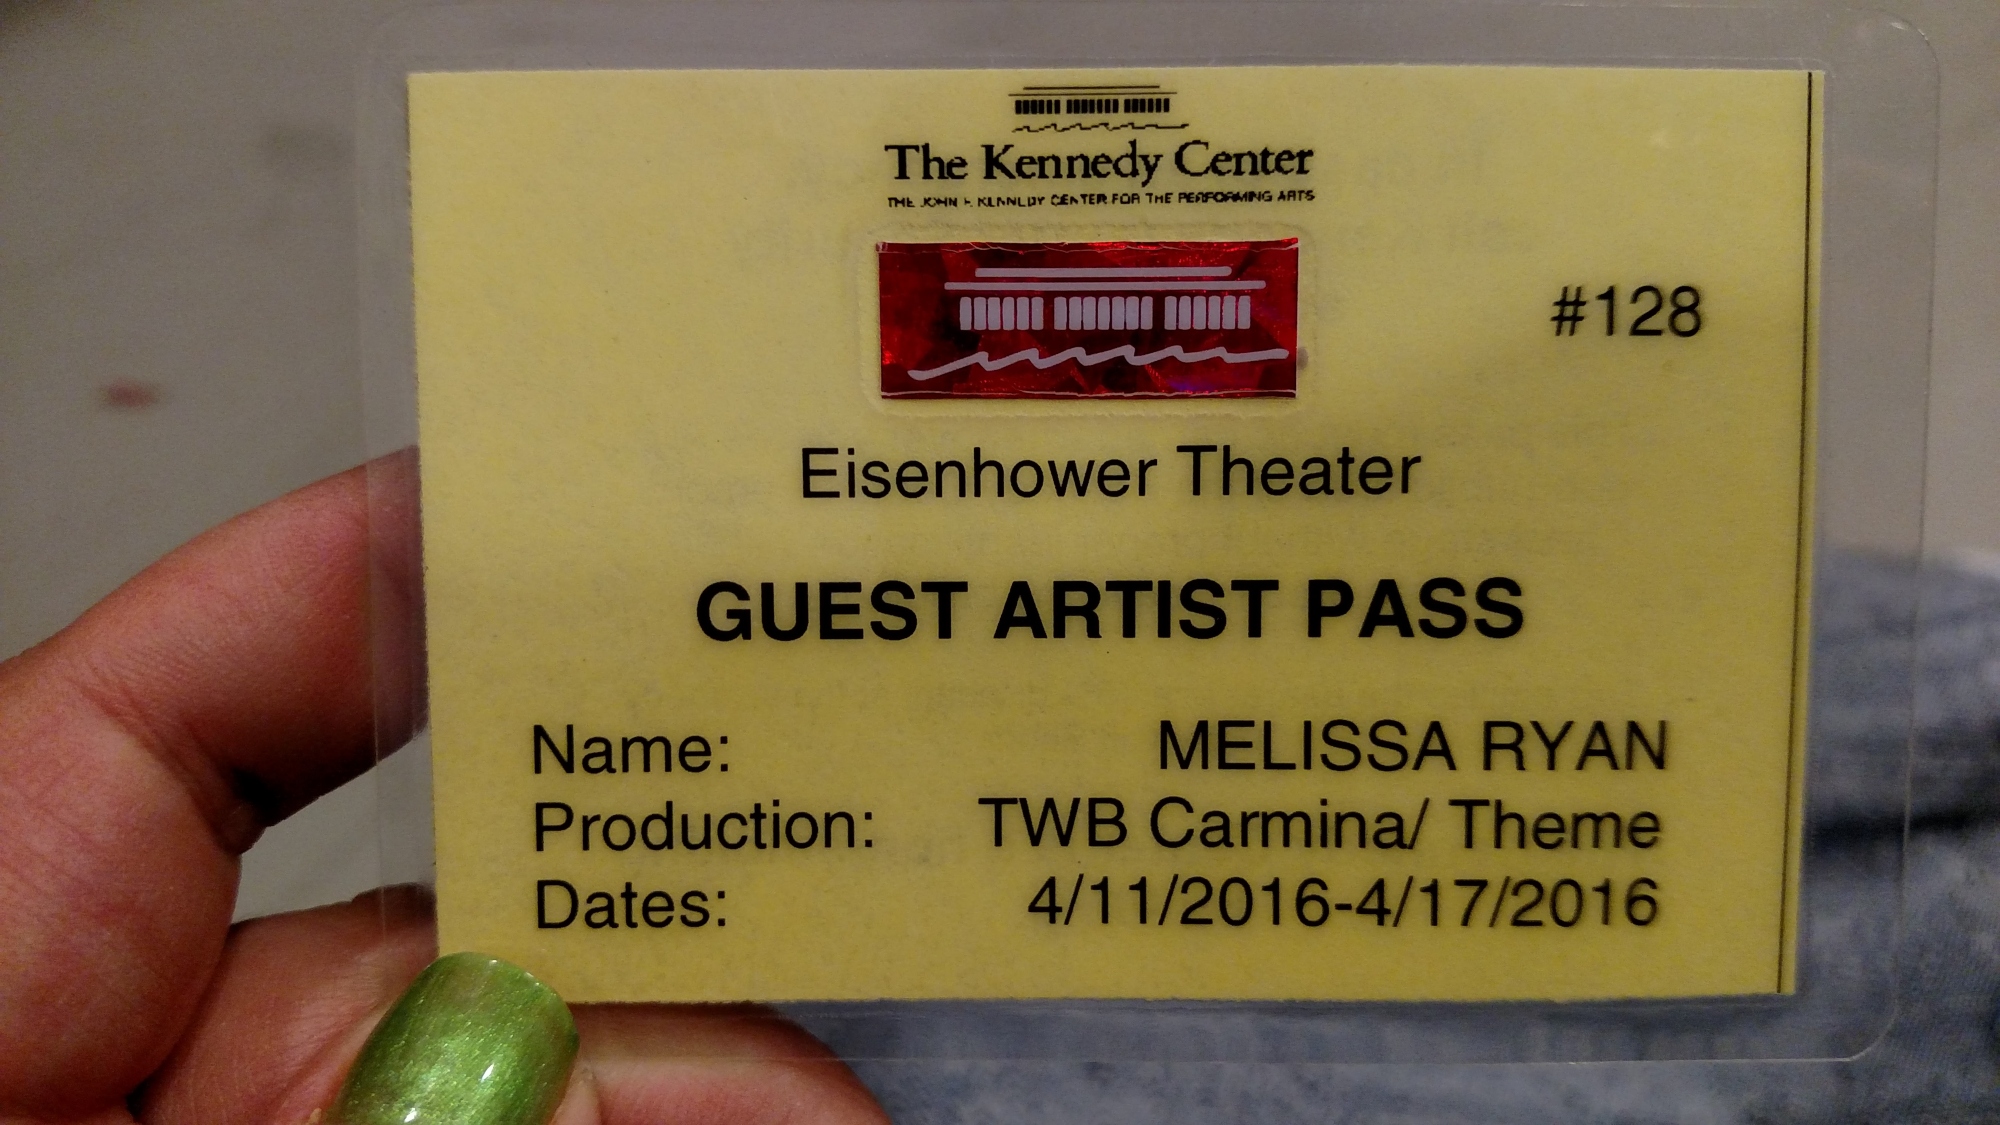 The Kennedy Center
THE JOHN F. KENNEDY CENTER FOR THE PERFORMING ARTS
#128
Eisenhower Theater
GUEST ARTIST PASS
Name: MELISSA RYAN
Production: TWB Carmina/ Theme
Dates: 4/11/2016-4/17/2016